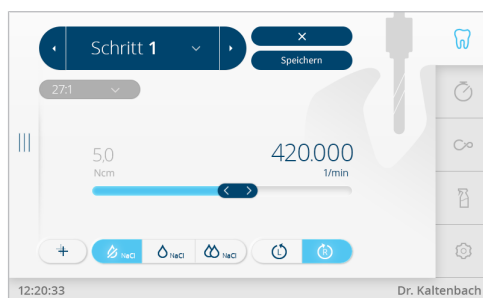 Schritt 1
×
Speichern
27:1
5,0
Ncm
420.000
1/min
NaCl
NaCl
NaCl
L
R
12:20:33
Dr. Kaltenbach